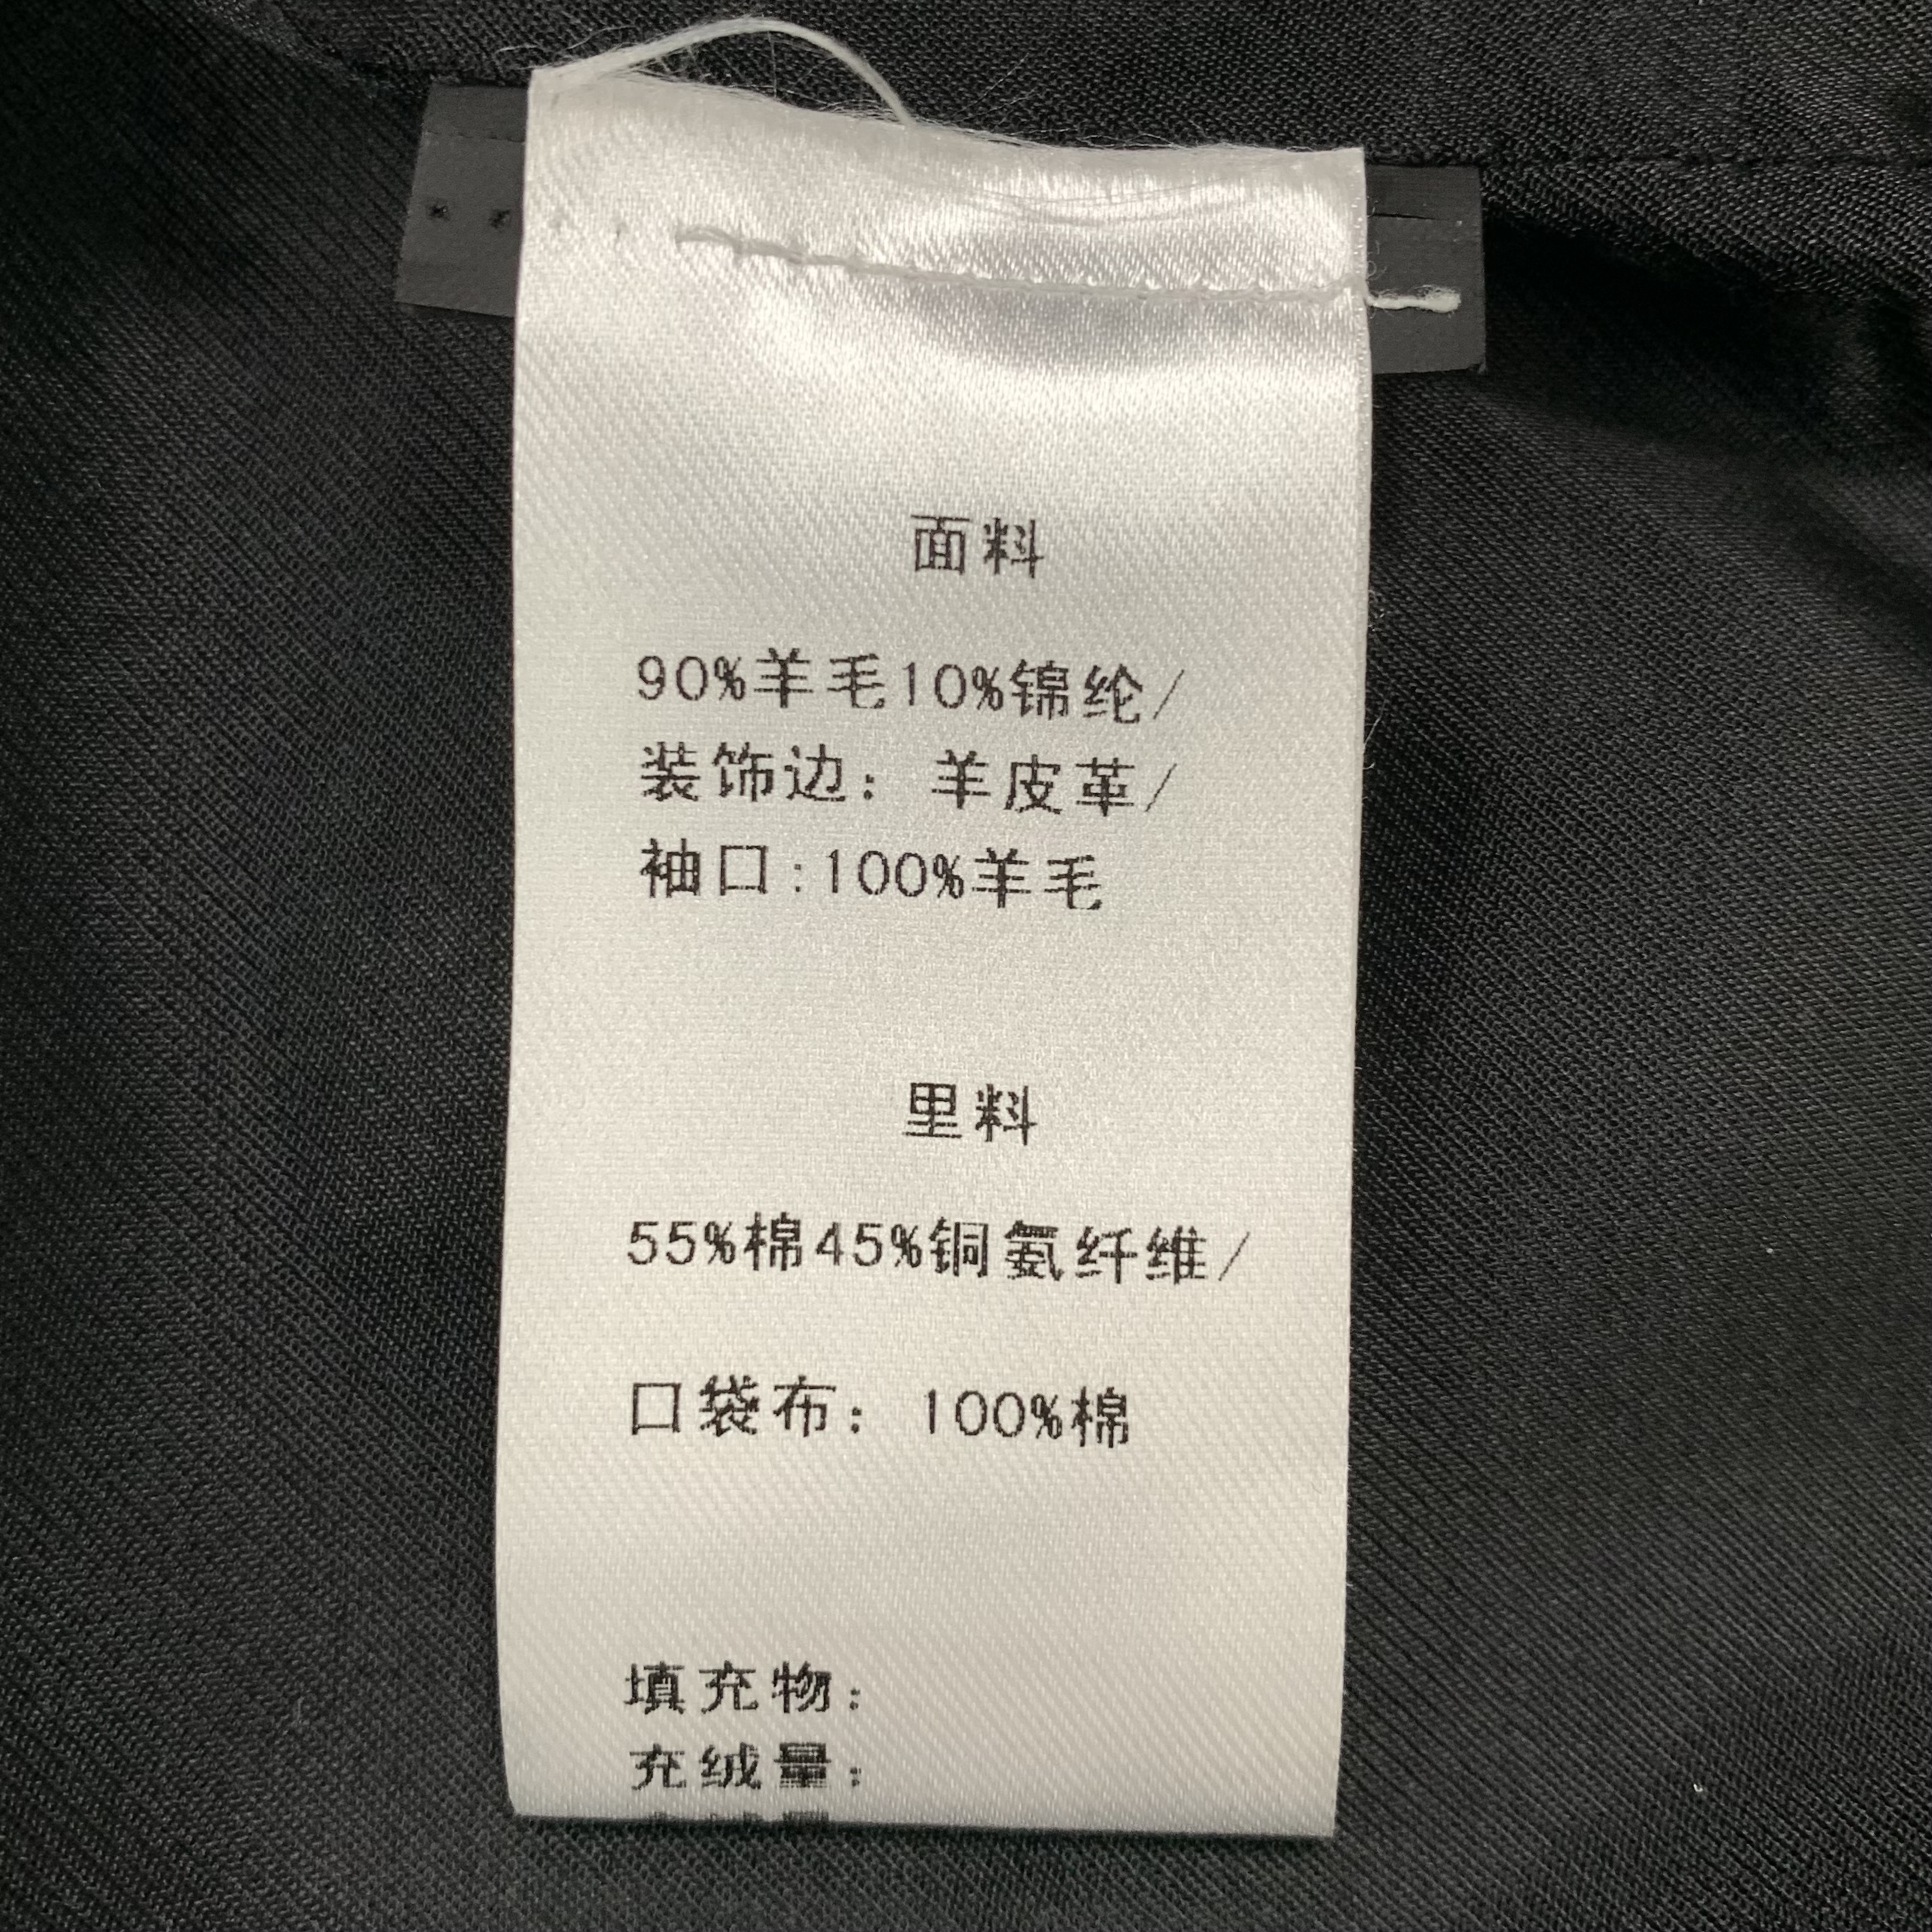 面料
90%羊毛10%锦纶/
装饰边: 羊皮革/
袖口:100%羊毛
里料
55%棉45%铜氨纤维/
口袋布: 100%棉
填充物:
充绒量: